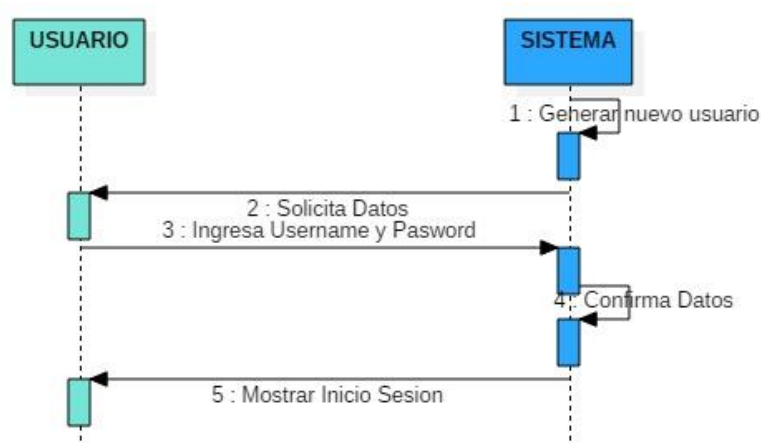 USUARIO
SISTEMA
1 : Generar nuevo usuario
2 : Solicita Datos
3 : Ingresa Username y Pasword
4 : Confirma Datos
5 : Mostrar Inicio Sesion